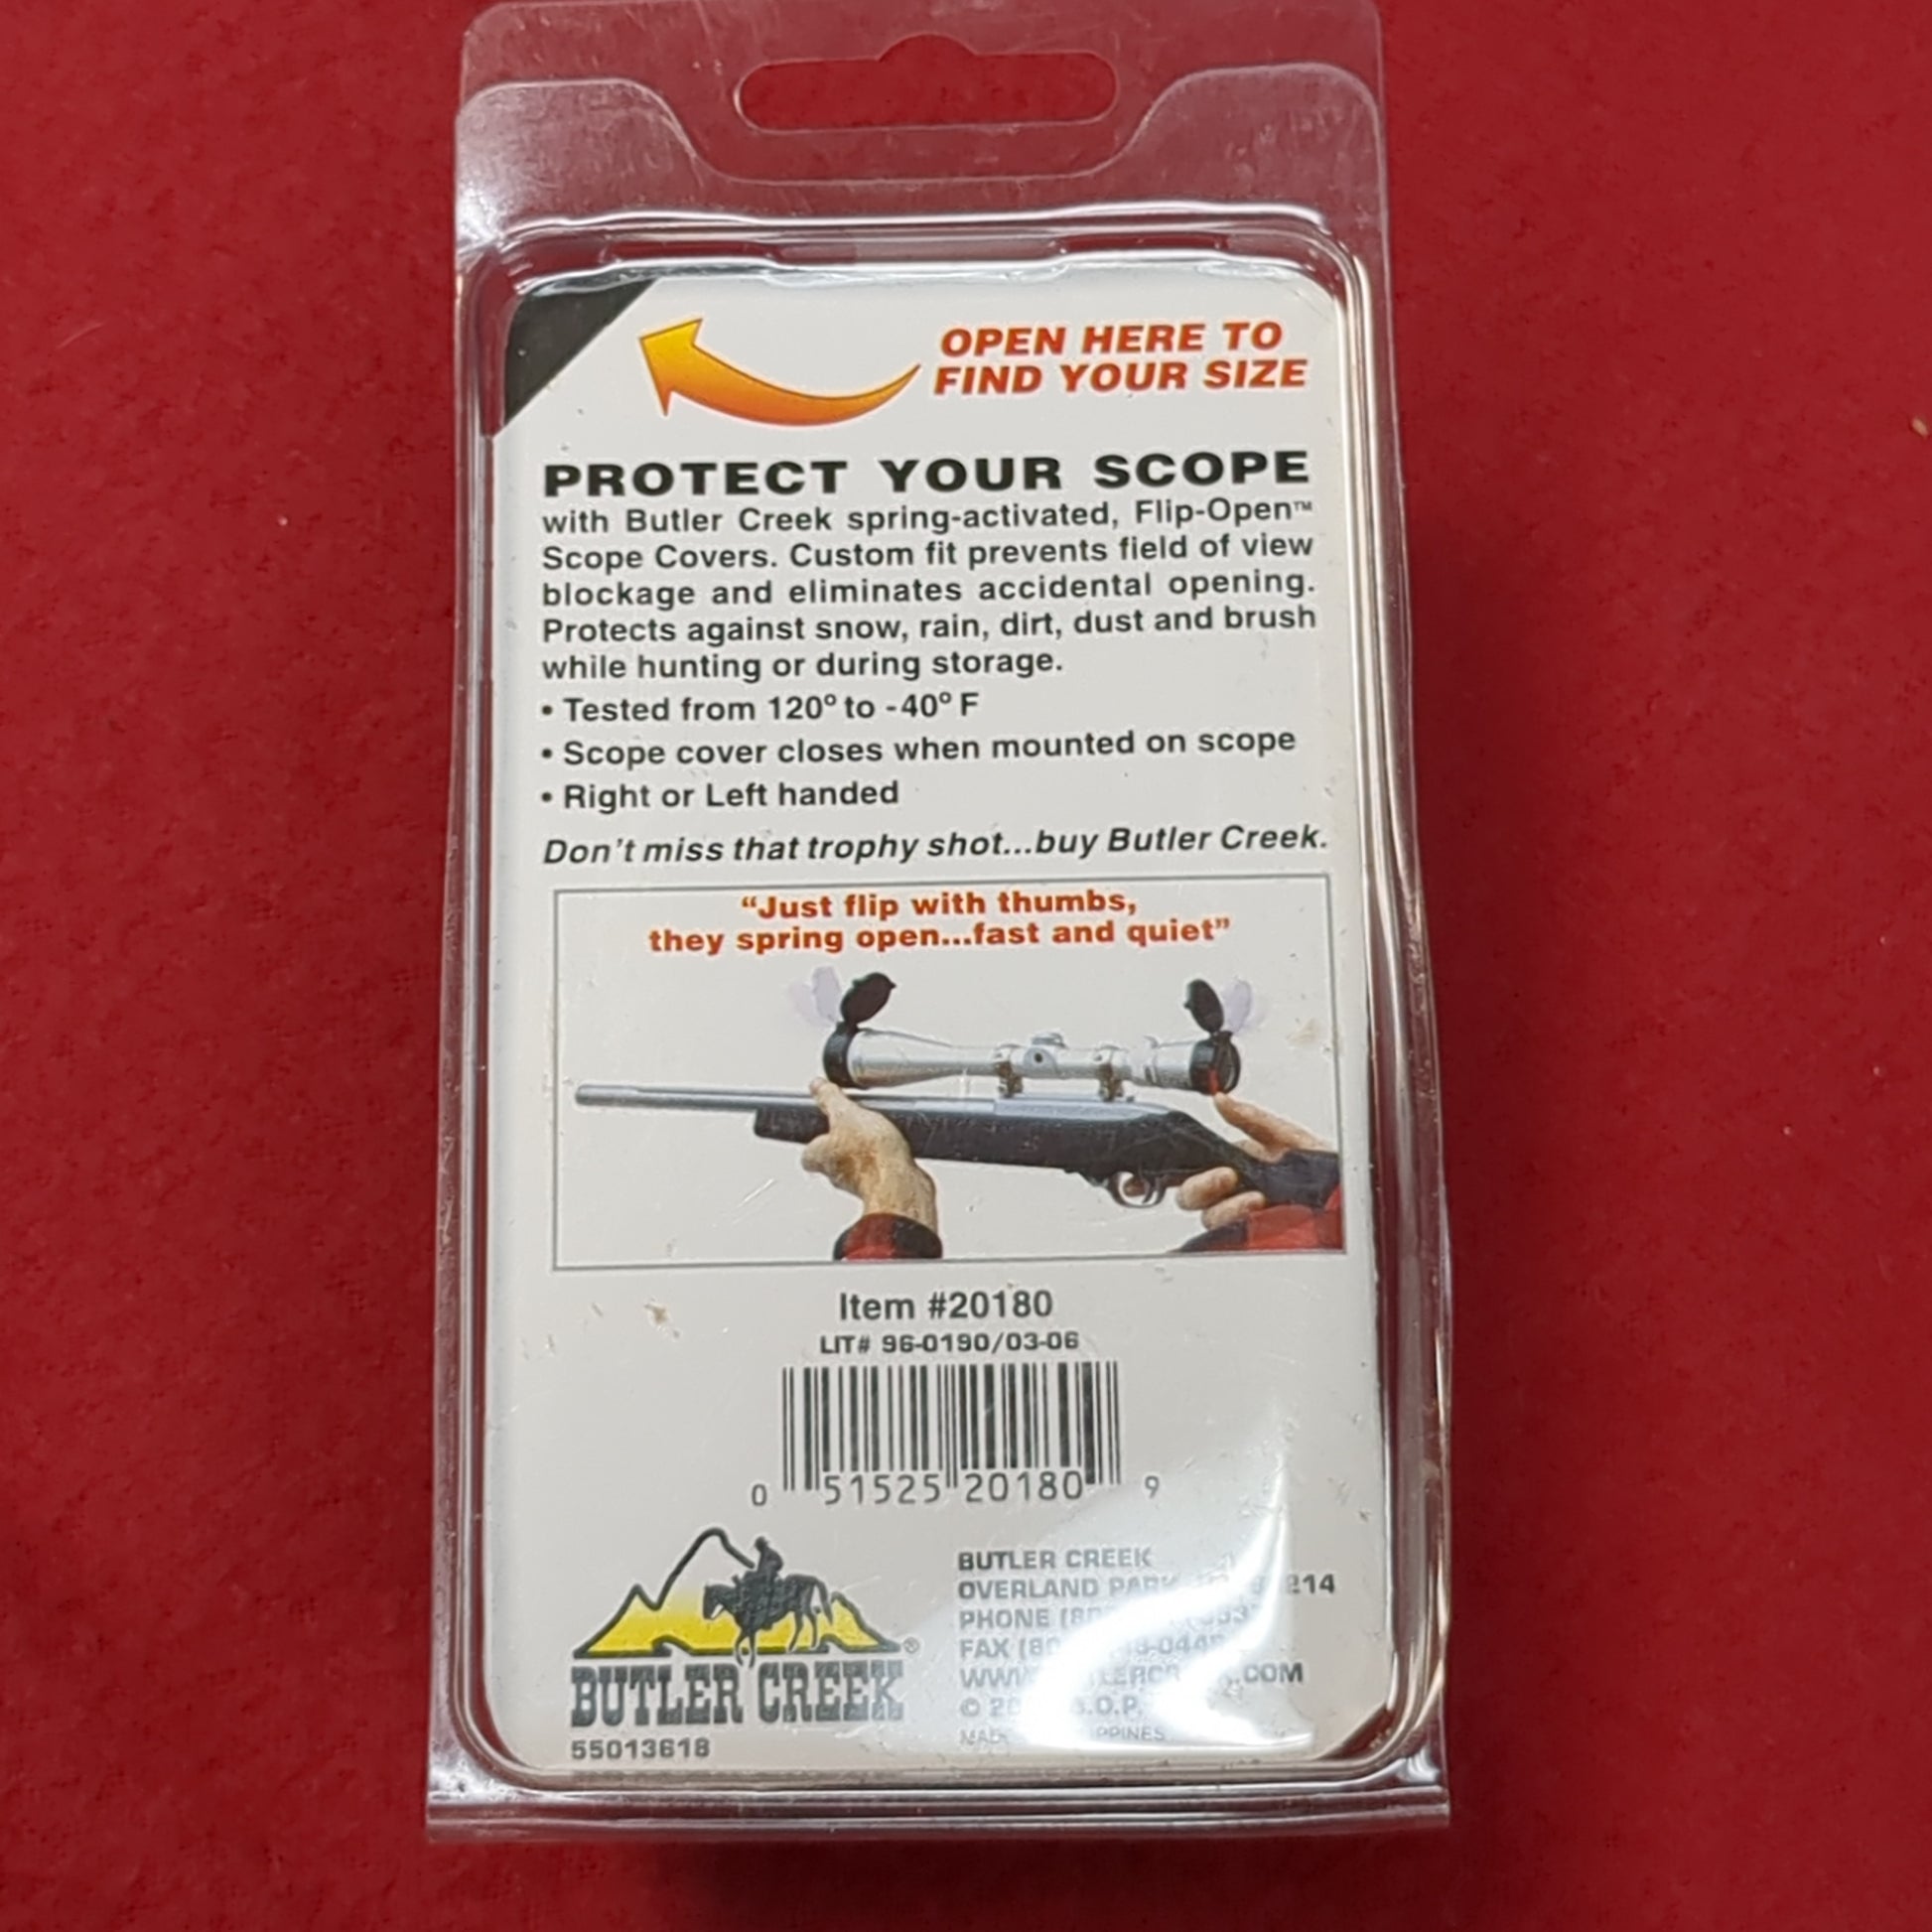 OPEN HERE TO
FIND YOUR SIZE
PROTECT YOUR SCOPE
with Butler Creek spring-activated, Flip-Open™
Scope Covers. Custom fit prevents field of view
blockage and eliminates accidental opening.
Protects against snow, rain, dirt, dust and brush
while hunting or during storage.
• Tested from 120° to -40° F
• Scope cover closes when mounted on scope
• Right or Left handed
Don't miss that trophy shot...buy Butler Creek.
“Just flip with thumbs,
they spring open...fast and quiet”
Item #20180
LIT# 96-0190/03-06
0 51525 20180 9
BUTLER CREEK®
55013618
BUTLER CREEK
OVERLAND PARK
PHONE
FAX
©